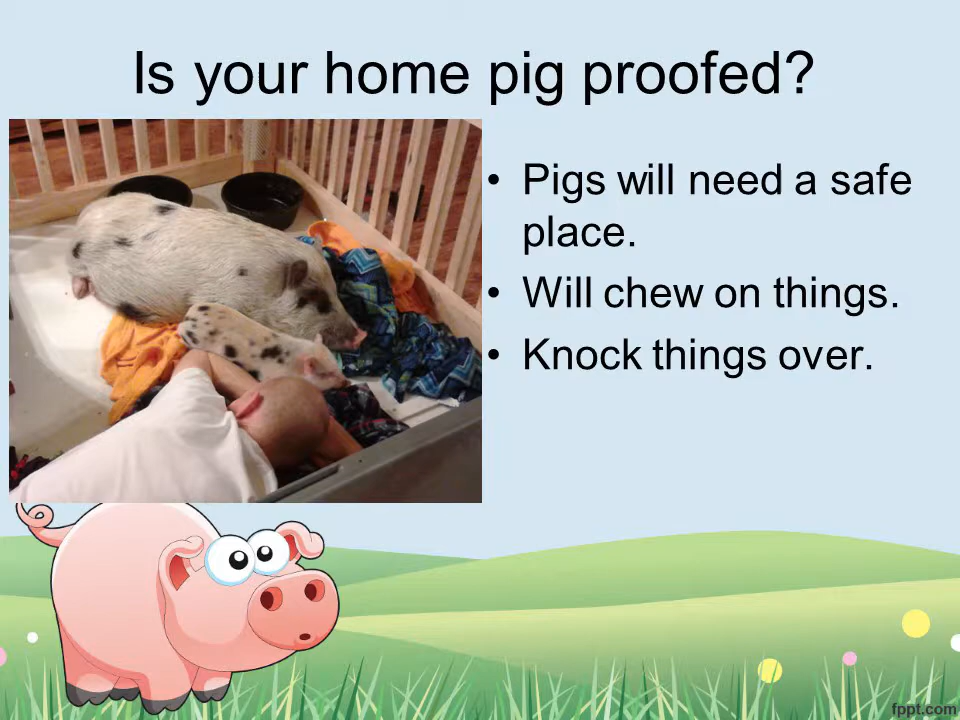 Is your home pig proofed?
• Pigs will need a safe
place.
• Will chew on things.
• Knock things over.
fppt.com